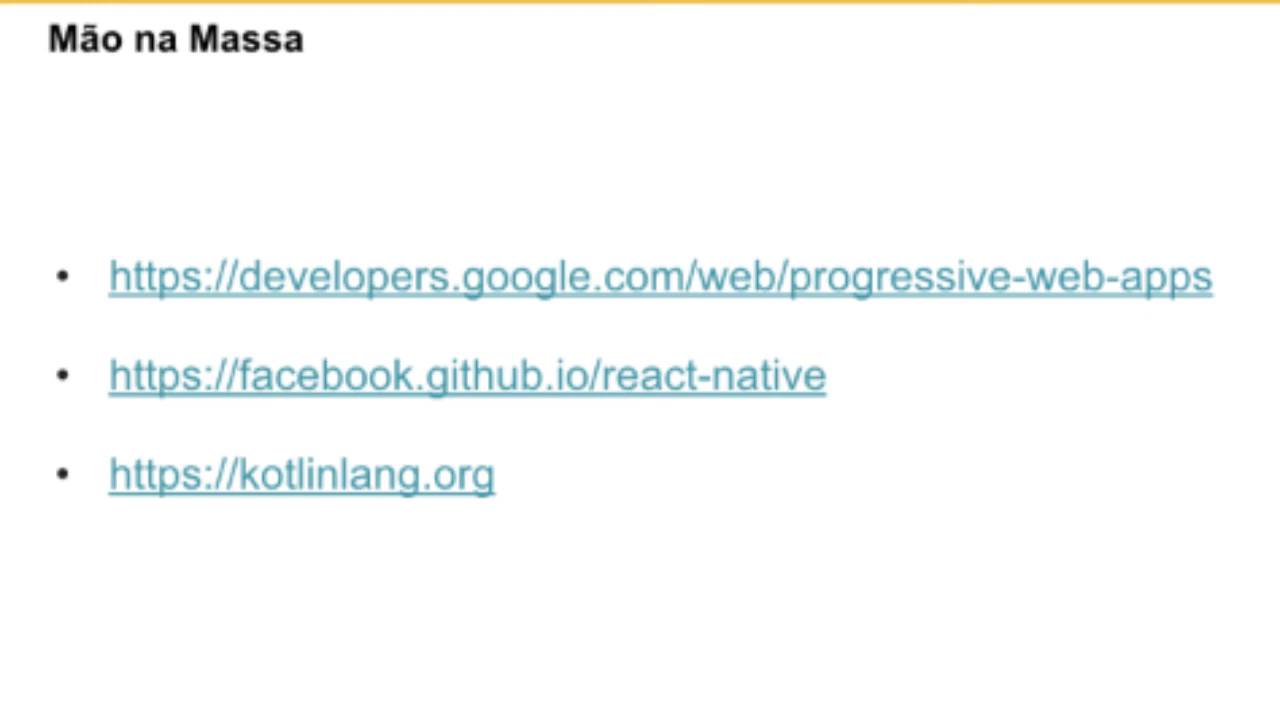 Mão na Massa
• https://developers.google.com/web/progressive-web-apps
• https://facebook.github.io/react-native
• https://kotlinlang.org